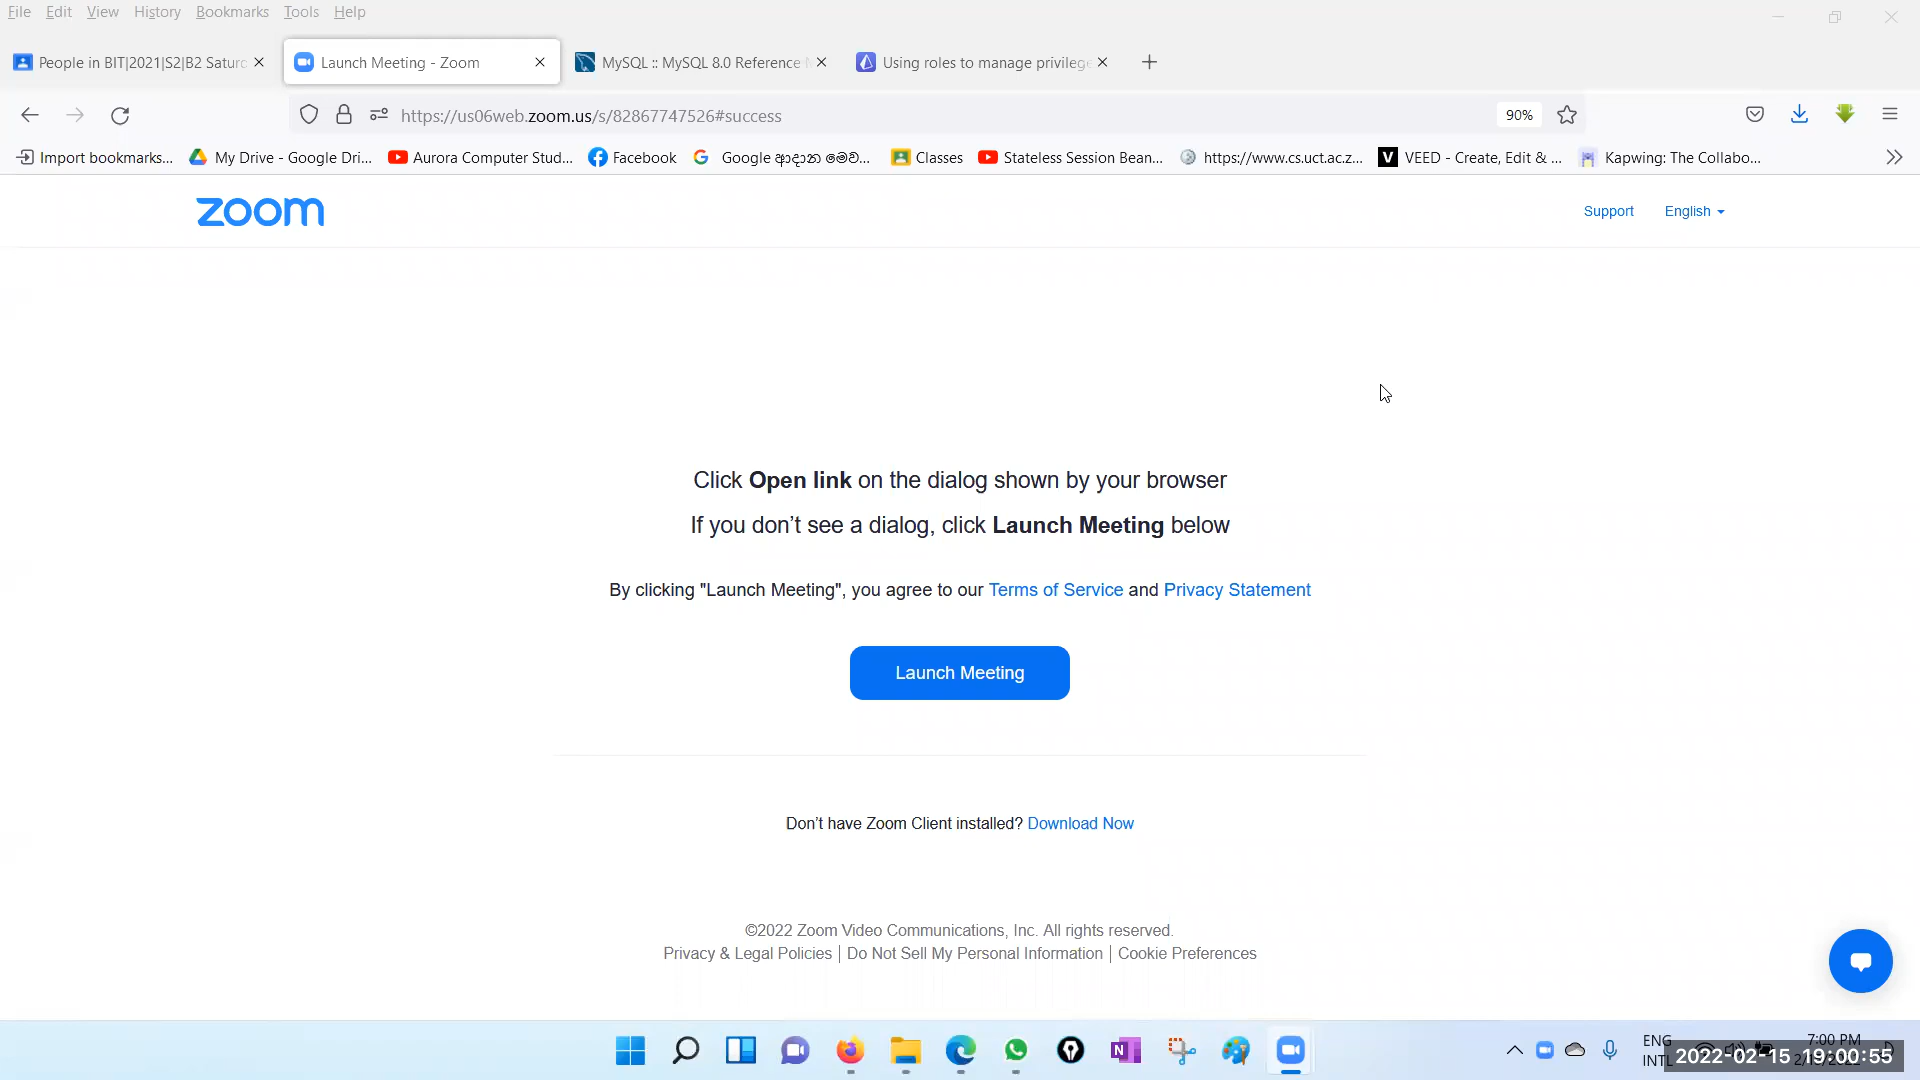 File Edit View History Bookmarks Tools Help
People in BIT|2021|S2|B2 Saturd
Launch Meeting - Zoom
MySQL :: MySQL 8.0 Reference
Using roles to manage privilege
https://us06web.zoom.us/s/82867747526#success
90%
Import bookmarks...
My Drive - Google Dri...
Aurora Computer Stud...
Facebook
Google ආදාන මෙව...
Classes
Stateless Session Bean...
https://www.cs.uct.ac.z...
VEED - Create, Edit & ...
Kapwing: The Collabo...
zoom
Support
English
Click Open link on the dialog shown by your browser
If you don’t see a dialog, click Launch Meeting below
By clicking "Launch Meeting", you agree to our Terms of Service and Privacy Statement
Launch Meeting
Don’t have Zoom Client installed? Download Now
©2022 Zoom Video Communications, Inc. All rights reserved.
Privacy & Legal Policies | Do Not Sell My Personal Information | Cookie Preferences
ENG
INTL
7:00 PM
2022-02-15 19:00:55